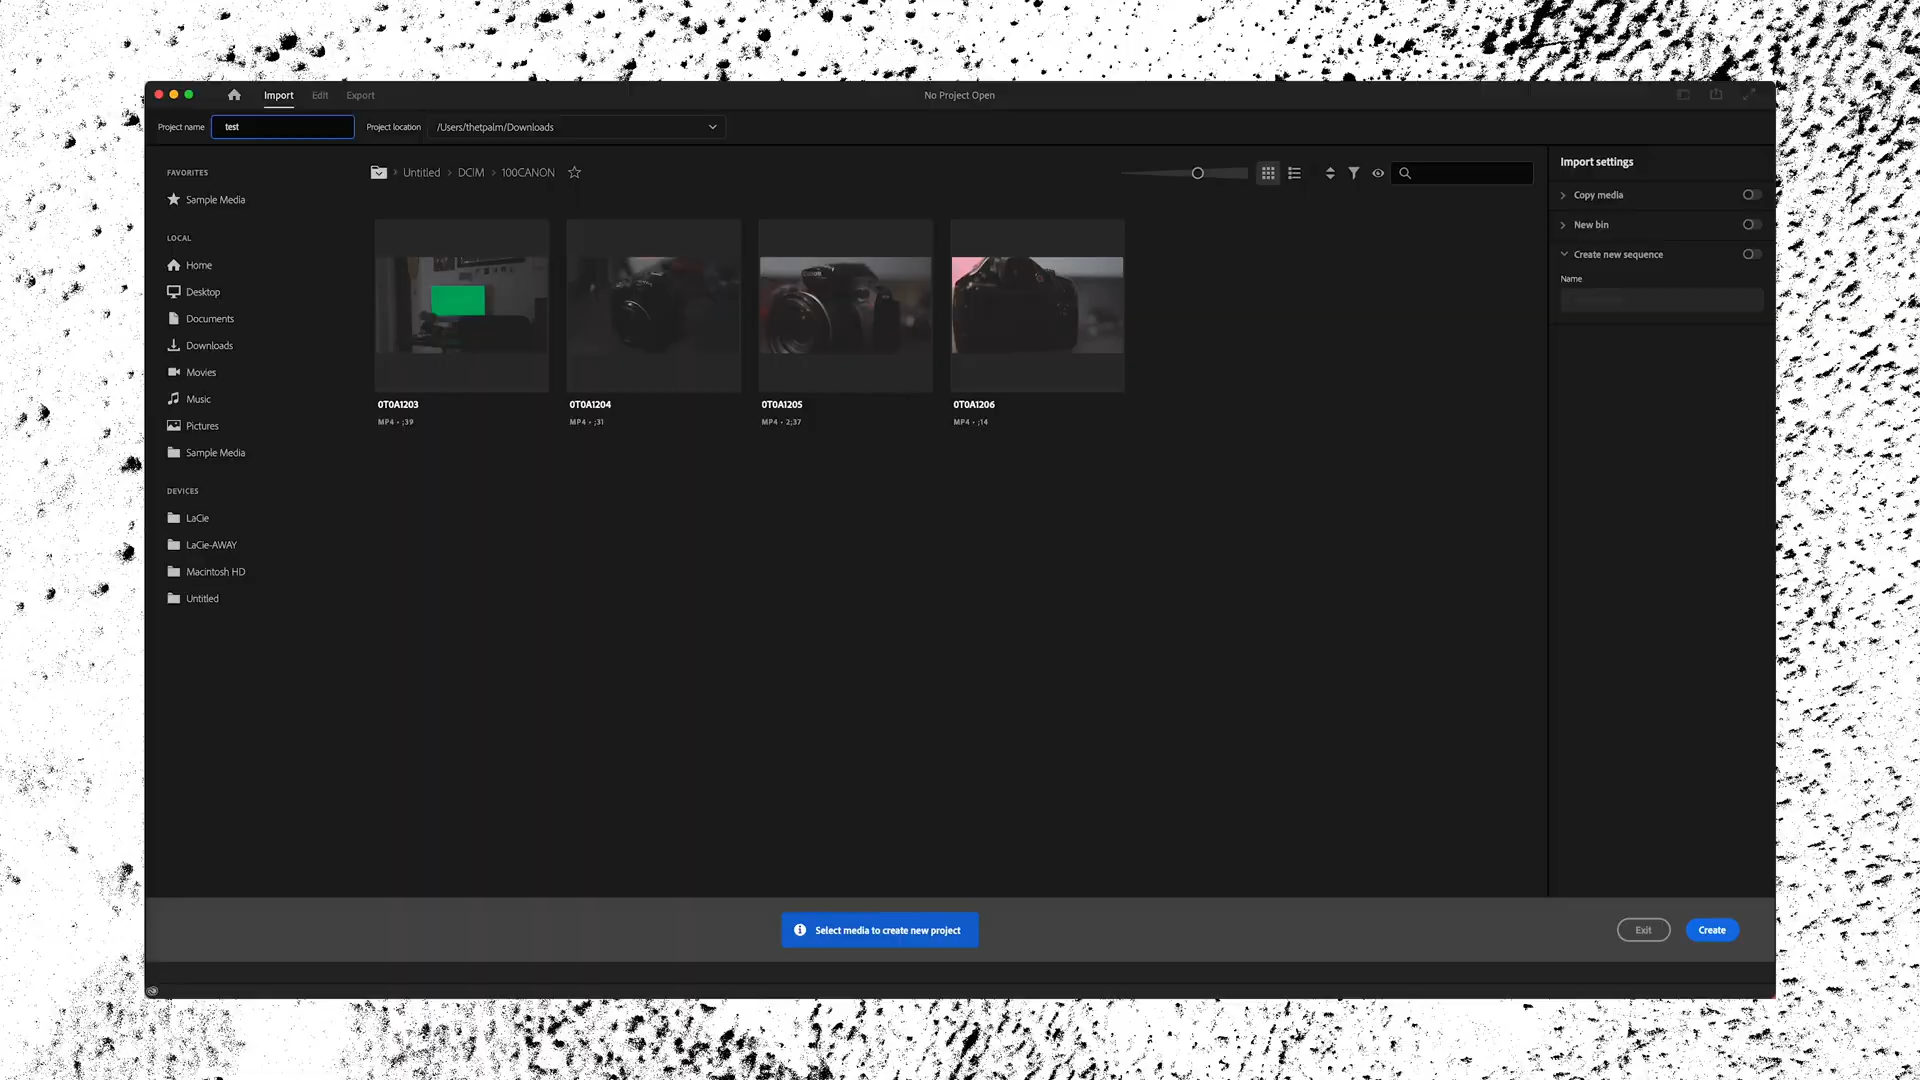 Import Edit Export No Project Open
Project name test Project location /Users/thetpalm/Downloads
FAVORITES
Sample Media
LOCAL
Home
Desktop
Documents
Downloads
Movies
Music
Pictures
Sample Media
DEVICES
LaCie
LaCie-AWAY
Macintosh HD
Untitled
Untitled > DCIM > 100CANON
0T0A1203
MP4 • ;39
0T0A1204
MP4 • ;31
0T0A1205
MP4 • 2;37
0T0A1206
MP4 • ;14
Import settings
Copy media
New bin
Create new sequence
Name
Select media to create new project
Exit Create